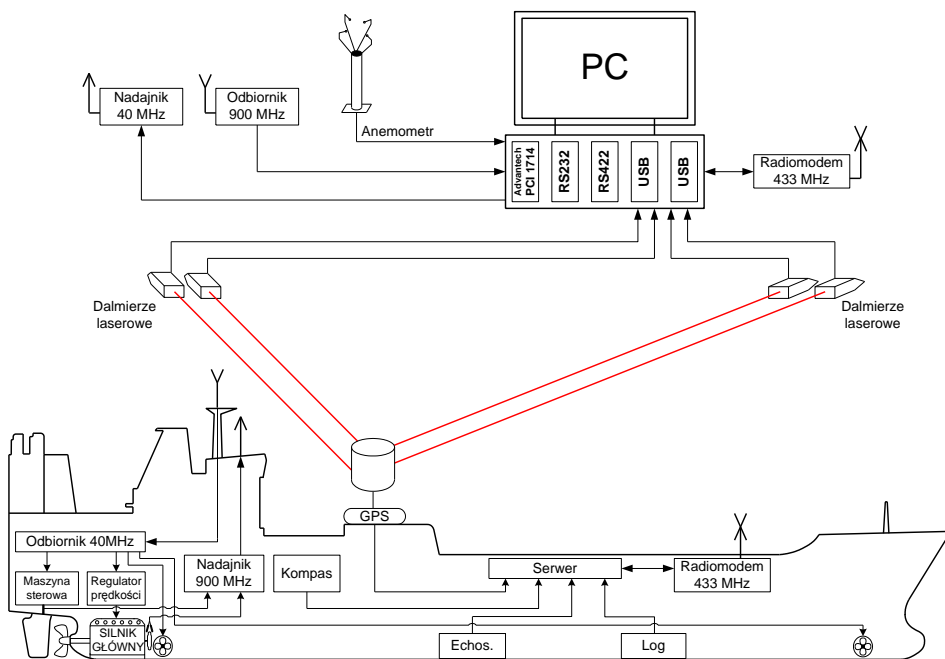 PC
Nadajnik
40 MHz
Odbiornik
900 MHz
Anemometr
Advantech
PCI 1714
RS232
RS422
USB
USB
Radiomodem
433 MHz
Dalmierze
laserowe
Dalmierze
laserowe
GPS
Odbiornik 40MHz
Maszyna
sterowa
Regulator
prędkości
Nadajnik
900 MHz
Kompas
Serwer
Radiomodem
433 MHz
SILNIK
GŁÓWNY
Echos.
Log